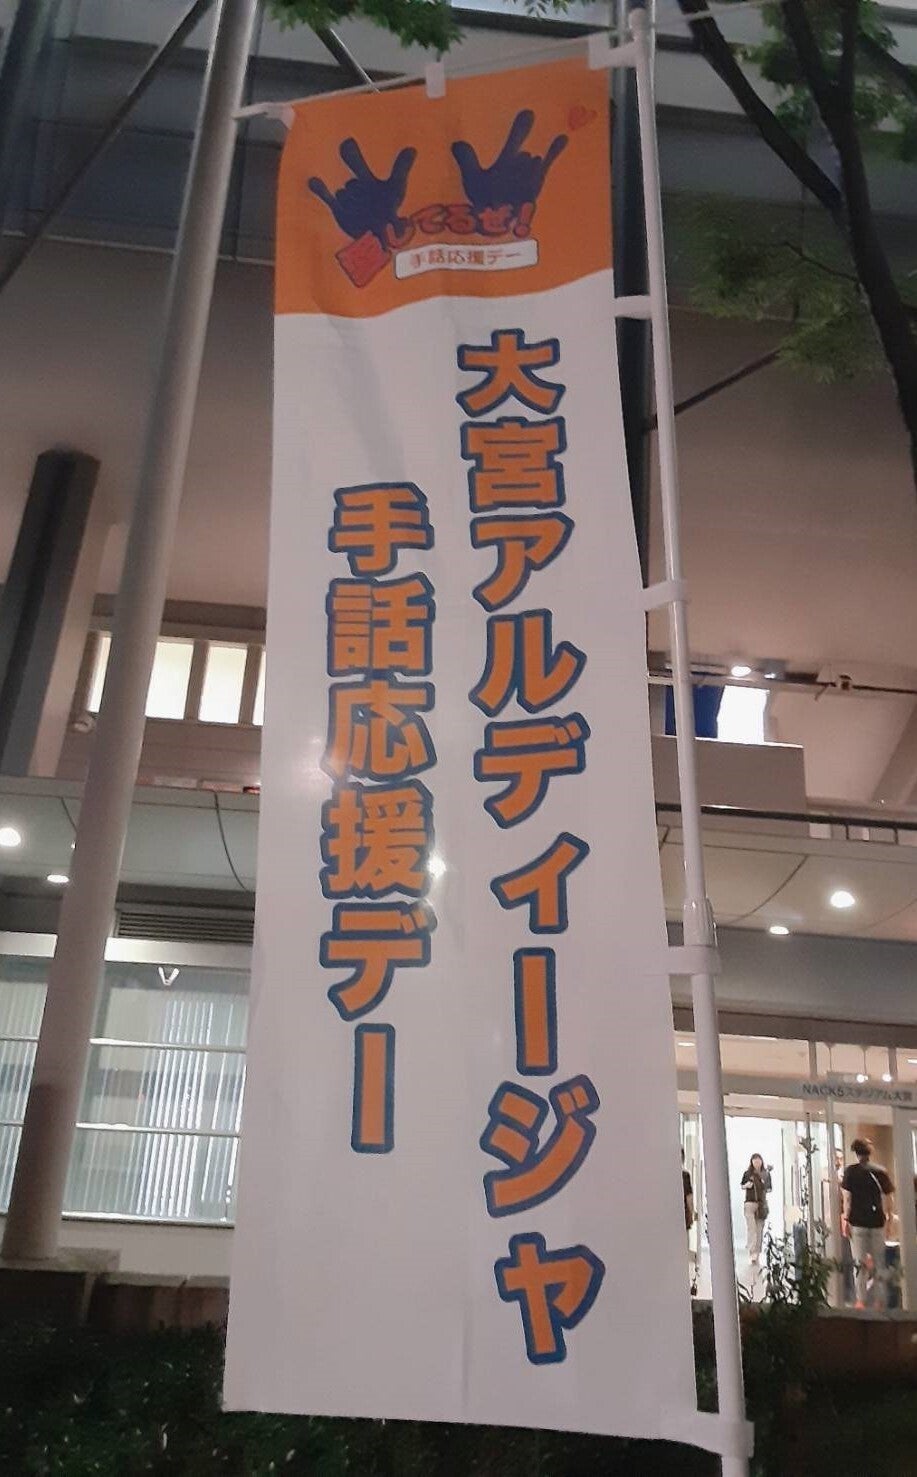 愛してるぜ!
手話応援デー
大宮アルディージャ
手話応援デー
NACK5スタジアム大宮